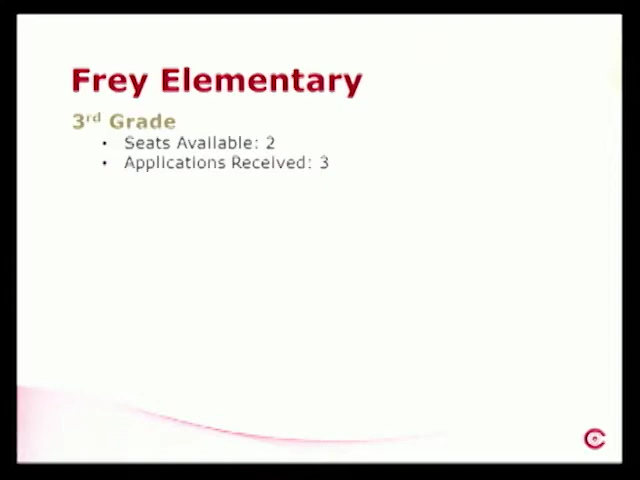 Frey Elementary
3rd Grade
• Seats Available: 2
• Applications Received: 3